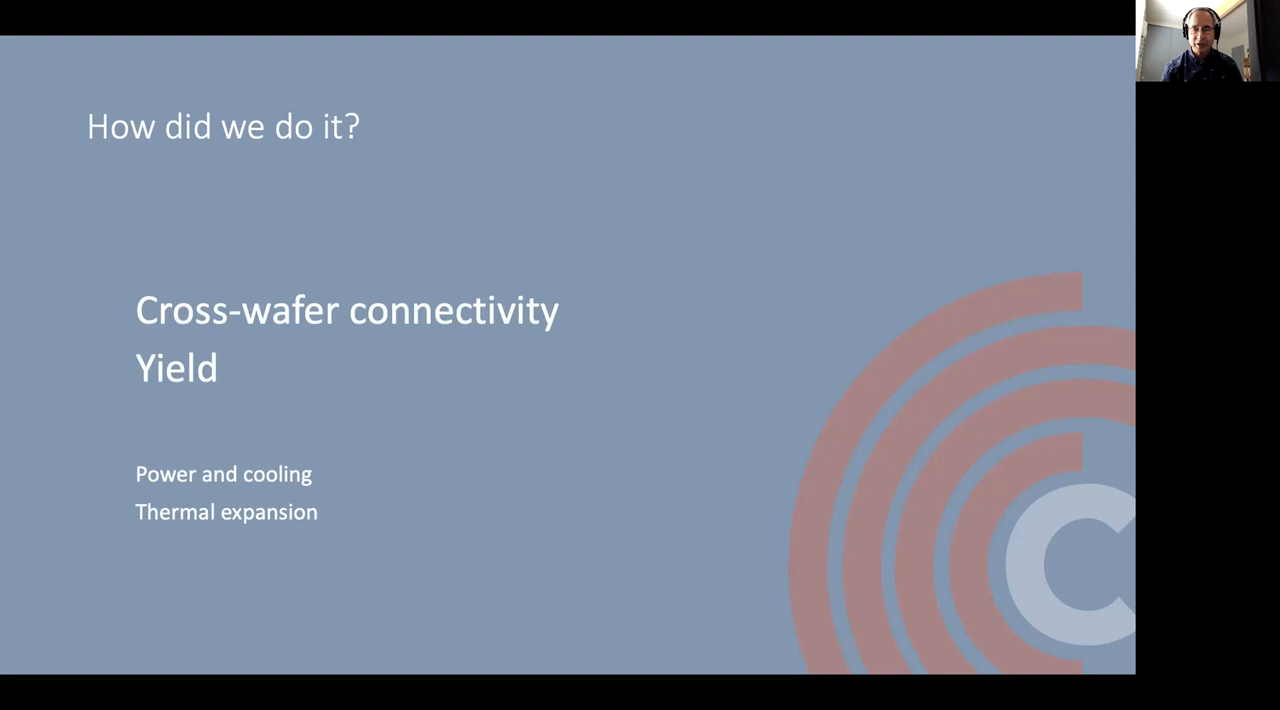 How did we do it?
Cross-wafer connectivity
Yield
Power and cooling
Thermal expansion